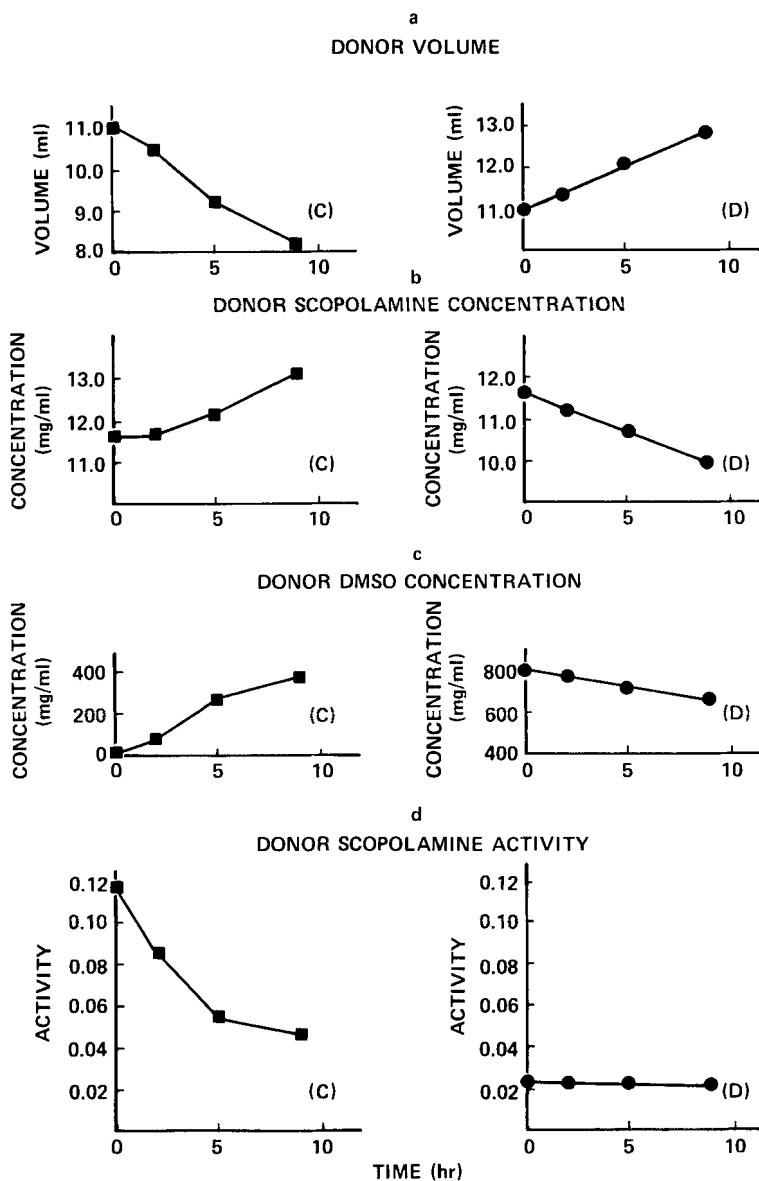 a
DONOR VOLUME
VOLUME (ml)
11.0
10.0
9.0
8.0
0 5 10
(C)
VOLUME (ml)
13.0
12.0
11.0
0 5 10
(D)
b
DONOR SCOPOLAMINE CONCENTRATION
CONCENTRATION
(mg/ml)
13.0
12.0
11.0
0 5 10
(C)
CONCENTRATION
(mg/ml)
12.0
11.0
10.0
0 5 10
(D)
c
DONOR DMSO CONCENTRATION
CONCENTRATION
(mg/ml)
400
200
0
0 5 10
(C)
CONCENTRATION
(mg/ml)
800
600
400
0 5 10
(D)
d
DONOR SCOPOLAMINE ACTIVITY
ACTIVITY
0.12
0.10
0.08
0.06
0.04
0.02
0 5 10
(C)
ACTIVITY
0.12
0.10
0.08
0.06
0.04
0.02
0 5 10
(D)
TIME (hr)